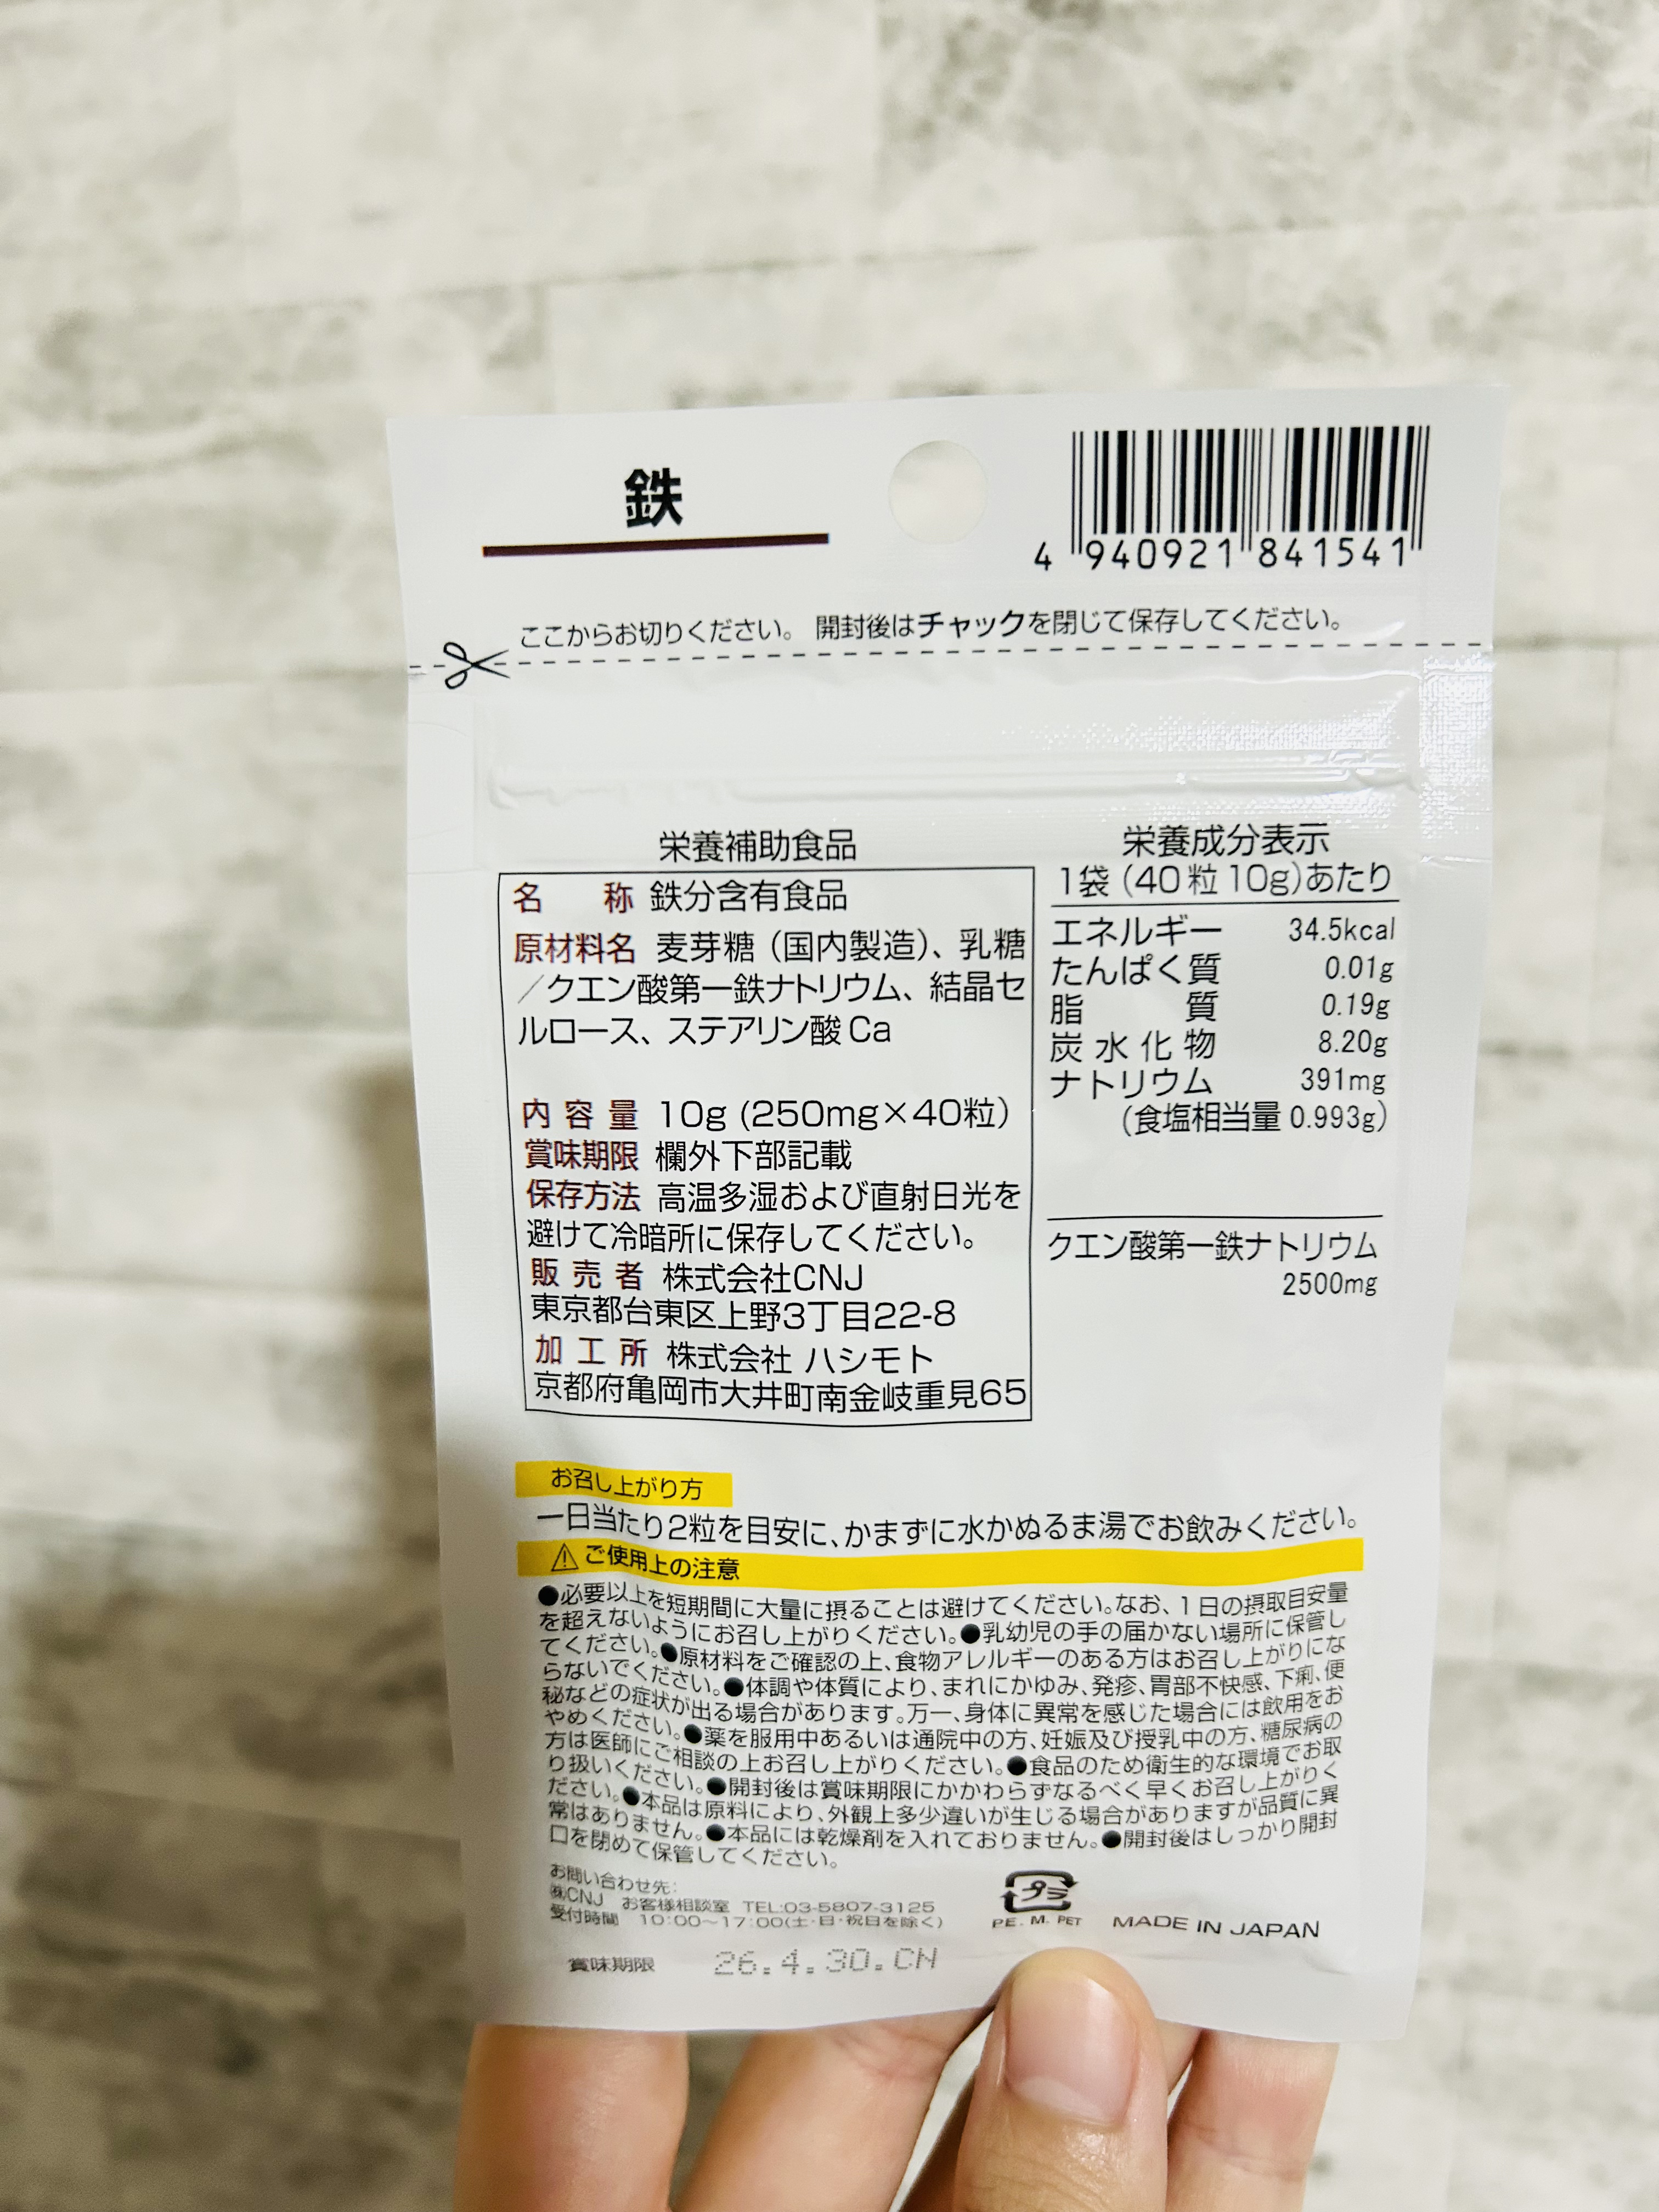 鉄
4 940921 841541
ここからお切りください。 開封後はチャックを閉じて保存してください。
栄養補助食品
名 称 鉄分含有食品
原材料名 麦芽糖（国内製造）、乳糖
／クエン酸第一鉄ナトリウム、結晶セ
ルロース、ステアリン酸Ca
内容量 10g (250mg×40粒)
賞味期限 欄外下部記載
保存方法 高温多湿および直射日光を
避けて冷暗所に保存してください。
販売者 株式会社CNJ
東京都台東区上野3丁目22-8
加工所 株式会社 ハシモト
京都府亀岡市大井町南金岐重見65
栄養成分表示
1袋（40粒 10g)あたり
エネルギー 34.5kcal
たんぱく質 0.01g
脂質 0.19g
炭水化物 8.20g
ナトリウム 391mg
(食塩相当量 0.993g)
クエン酸第一鉄ナトリウム
2500mg
お召し上がり方
一日当たり2粒を目安に、かまずに水かぬるま湯でお飲みください。
⚠ご使用上の注意
●必要以上を短期間に大量に摂ることは避けてください。なお、1日の摂取目安量
を超えないようにお召し上がりください。●乳幼児の手の届かない場所に保管し
てください。●原材料をご確認の上、食物アレルギーのある方はお召し上がりにな
らないでください。●体調や体質により、まれにかゆみ、発疹、胃部不快感、下痢、便
秘などの症状が出る場合があります。万一、身体に異常を感じた場合には飲用をお
やめください。●薬を服用中あるいは通院中の方、妊娠及び授乳中の方、糖尿病の
方は医師にご相談の上お召し上がりください。●食品のため衛生的な環境でお取
り扱いください。●開封後は賞味期限にかかわらずなるべく早くお召し上がりく
ださい。●本品は原料により、外観上多少違いが生じる場合がありますが品質に異
常はありません。●本品には乾燥剤を入れておりません。●開封後はしっかり開封
口を閉めて保管してください。
お問い合わせ先：
㈱CNJ お客様相談室 TEL:03-5807-3125
受付時間 10:00～17:00(土・日・祝日を除く)
プラ
PE. M. PET
MADE IN JAPAN
賞味期限 26.4.30.CH